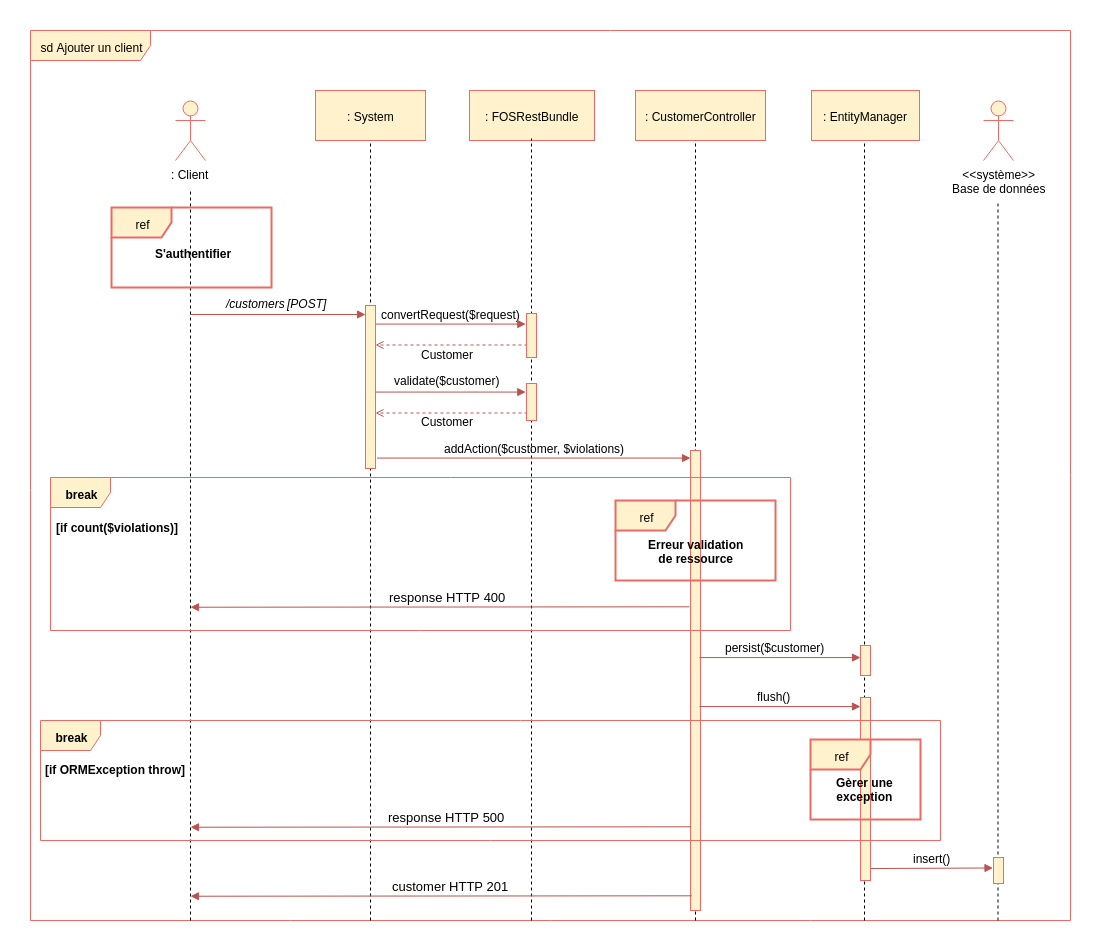 sd Ajouter un client
: System
: FOSRestBundle
: CustomerController
: EntityManager
: Client
<<système>>
Base de données
ref
S'authentifier
/customers [POST]
convertRequest($request)
Customer
validate($customer)
Customer
addAction($customer, $violations)
break
[if count($violations)]
ref
Erreur validation
de ressource
response HTTP 400
persist($customer)
flush()
break
[if ORMException throw]
ref
Gèrer une
exception
response HTTP 500
insert()
customer HTTP 201